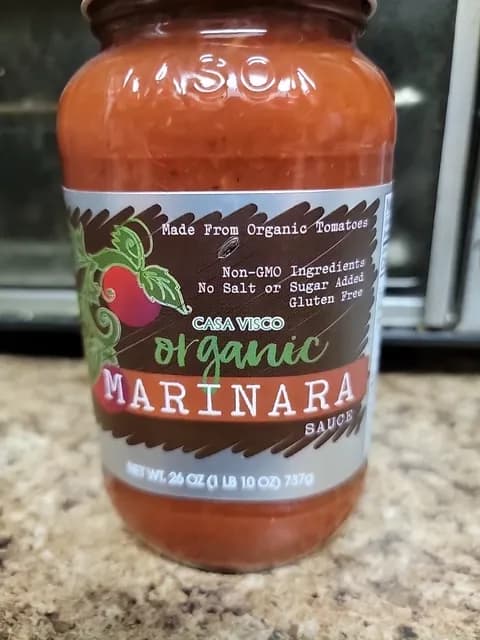 SO
Made From Organic Tomatoes
Non-GMO Ingredients
No Salt or Sugar Added
Gluten Free
CASA VISCO
organic
MARINARA
SAUCE
NET WT. 26 OZ (1 LB 10 OZ) 737g